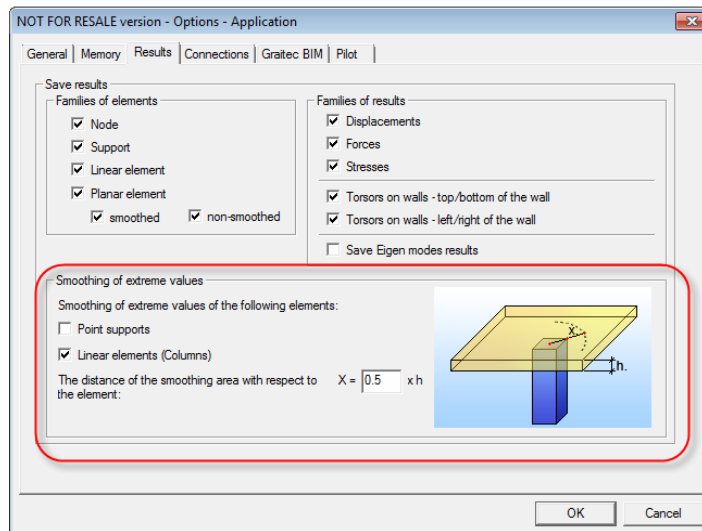 NOT FOR RESALE version - Options - Application
General Memory Results Connections Graitec BIM Pilot
Save results
Families of elements
Node
Support
Linear element
Planar element
smoothed non-smoothed
Families of results
Displacements
Forces
Stresses
Torsors on walls - top/bottom of the wall
Torsors on walls - left/right of the wall
Save Eigen modes results
Smoothing of extreme values
Smoothing of extreme values of the following elements:
Point supports
Linear elements (Columns)
The distance of the smoothing area with respect to X = 0.5 x h
the element:
X
h.
OK Cancel